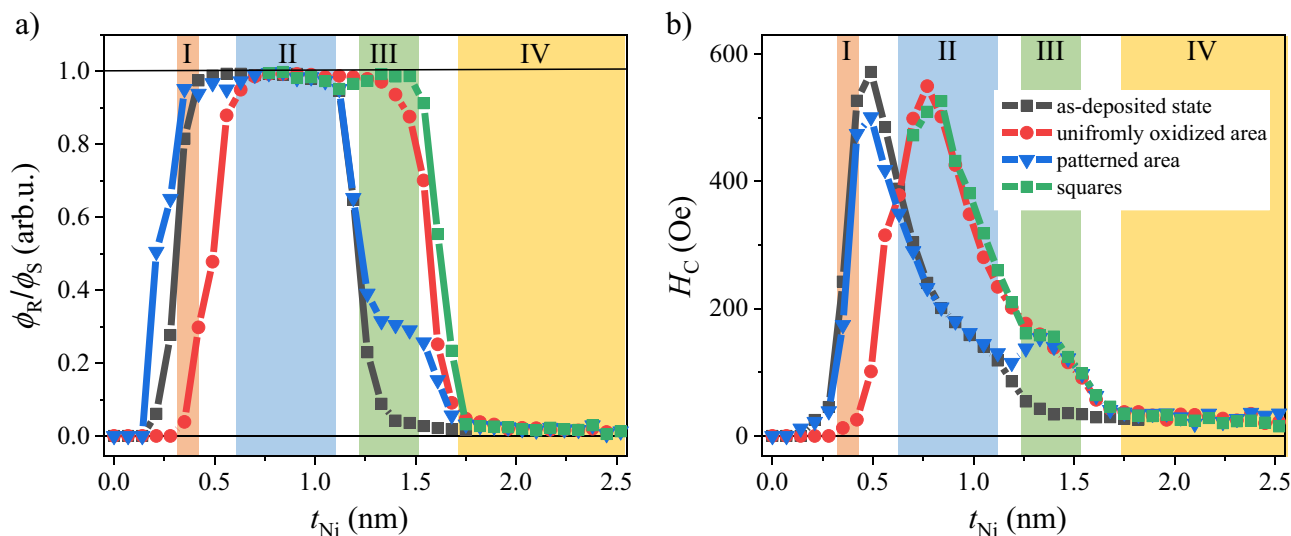 a)
I II III IV
1.0
0.8
0.6
0.4
0.2
0.0
ϕR/ϕS (arb.u.)
0.0 0.5 1.0 1.5 2.0 2.5
tNi (nm)
b)
I II III IV
600
400
200
0
HC (Oe)
as-deposited state
unifromly oxidized area
patterned area
squares
0.0 0.5 1.0 1.5 2.0 2.5
tNi (nm)